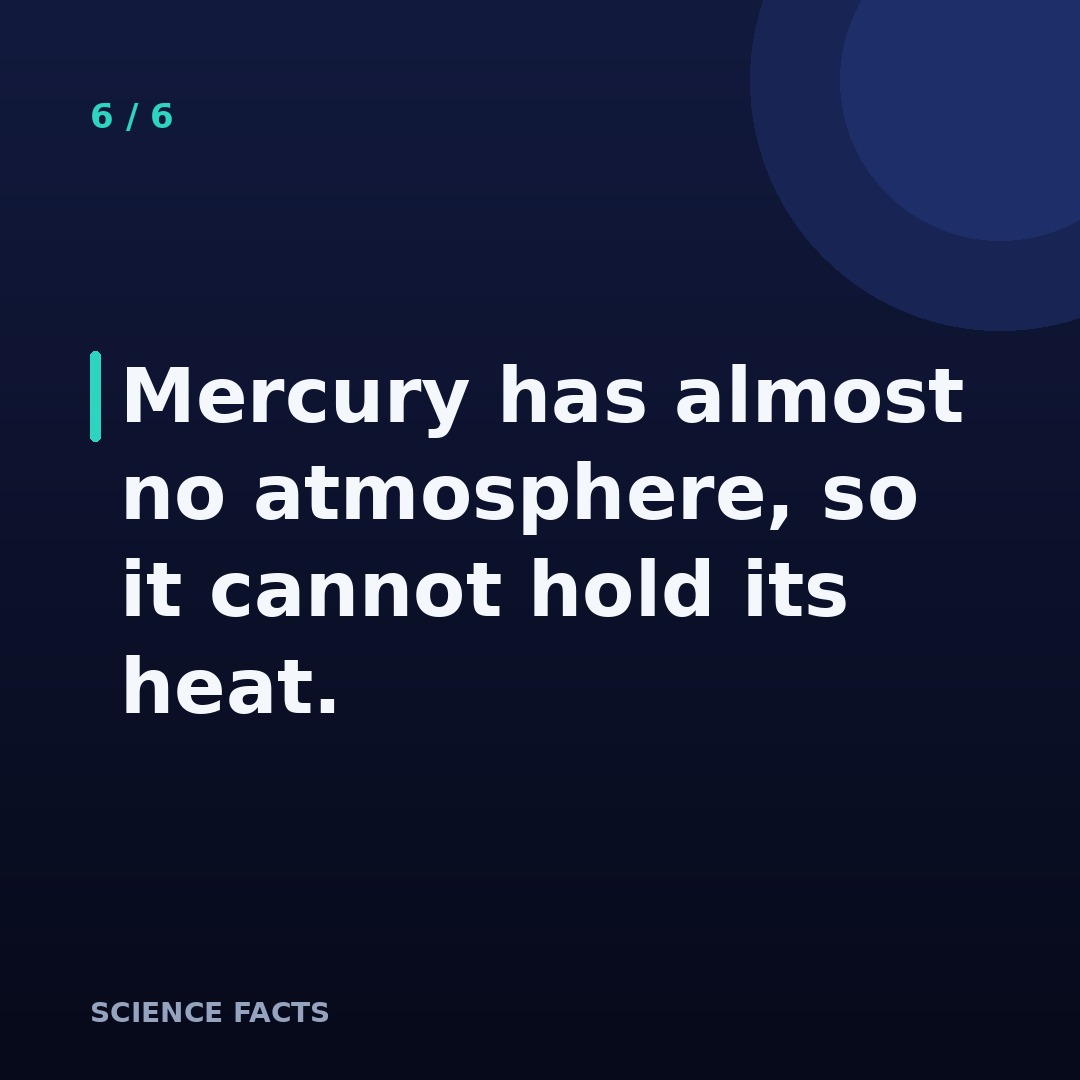 6 / 6
Mercury has almost
no atmosphere, so
it cannot hold its
heat.
SCIENCE FACTS